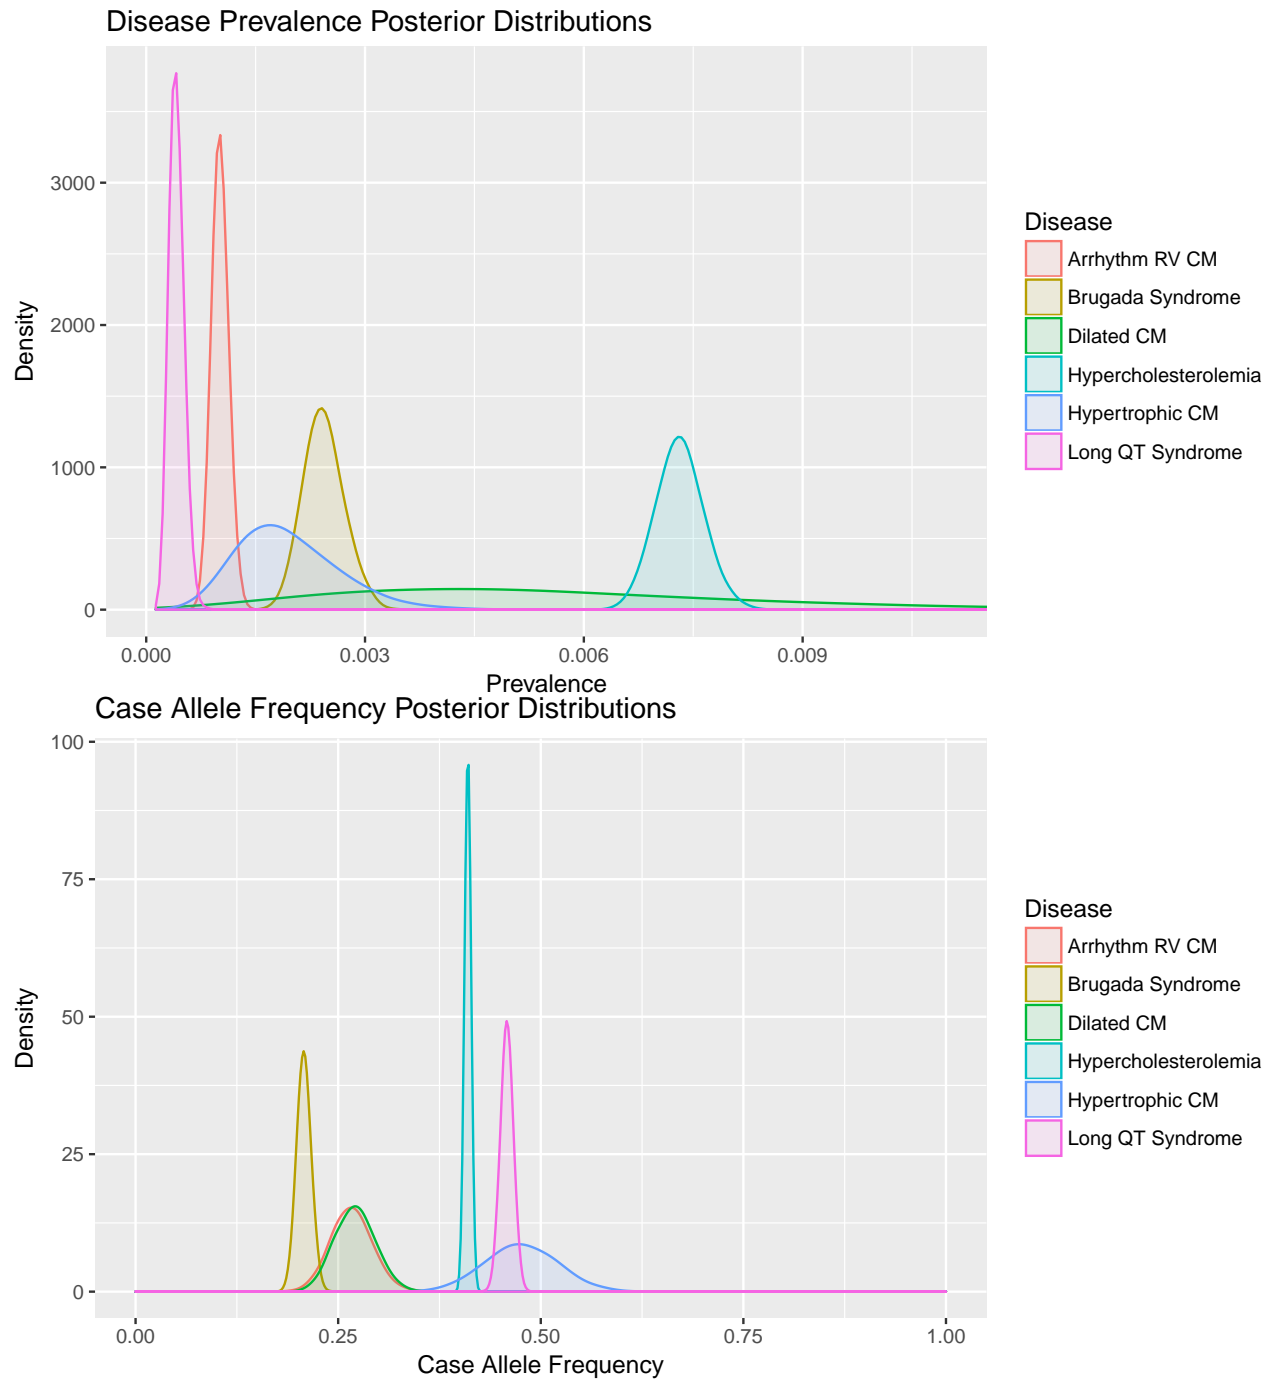 Disease Prevalence Posterior Distributions
Density
3000
2000
1000
0
0.000 0.003 0.006 0.009
Prevalence
Disease
Arrhythm RV CM
Brugada Syndrome
Dilated CM
Hypercholesterolemia
Hypertrophic CM
Long QT Syndrome
Case Allele Frequency Posterior Distributions
Density
100
75
50
25
0
0.00 0.25 0.50 0.75 1.00
Case Allele Frequency
Disease
Arrhythm RV CM
Brugada Syndrome
Dilated CM
Hypercholesterolemia
Hypertrophic CM
Long QT Syndrome